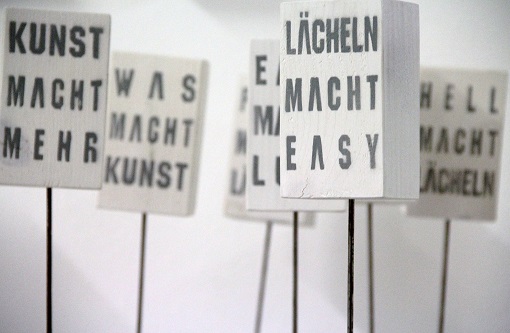 KUNST
MACHT
MEHR
WAS
MACHT
KUNST
LÄCHELN
MACHT
EASY
HELL
MACHT
LÄCHELN